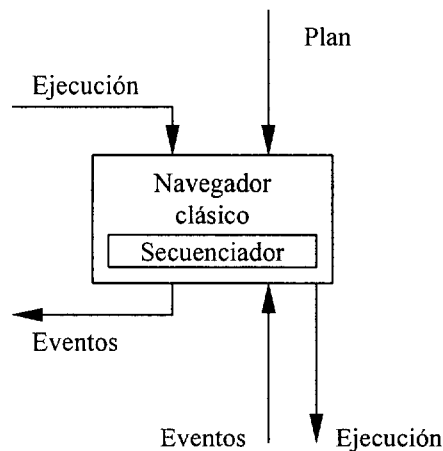 Plan
Ejecución
Navegador
clásico
Secuenciador
Eventos
Eventos
Ejecución